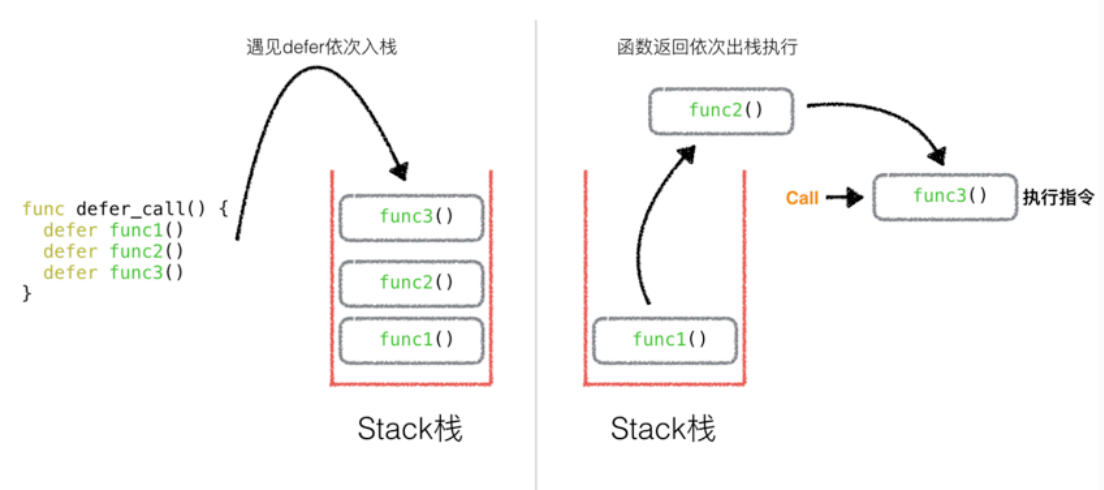 遇见defer依次入栈
func defer_call() {
  defer func1()
  defer func2()
  defer func3()
}
func3()
func2()
func1()
Stack栈
函数返回依次出栈执行
func2()
Call
func3()
执行指令
func1()
Stack栈